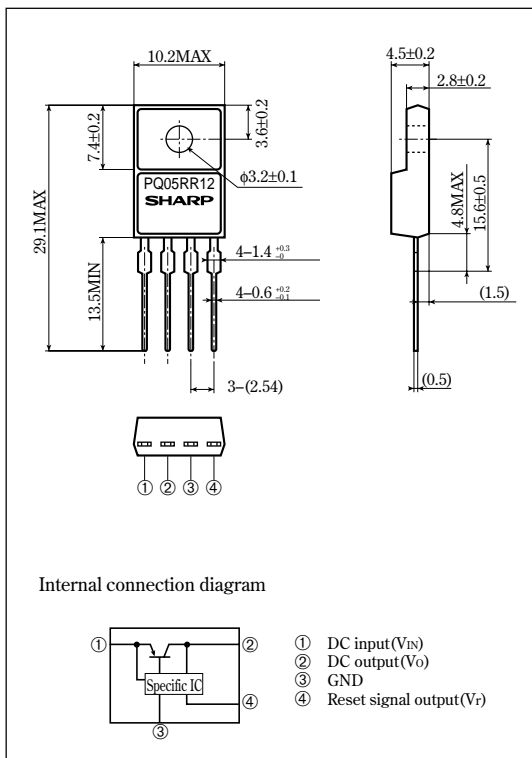 10.2MAX
4.5±0.2
2.8±0.2
7.4±0.2
3.6±0.2
29.1MAX
φ3.2±0.1
PQ05RR12
SHARP
4.8MAX
15.6±0.5
13.5MIN
4–1.4 +0.3 –0
4–0.6 +0.2 –0.1
(1.5)
3–(2.54)
(0.5)
① ② ③ ④
Internal connection diagram
① ②
Specific IC
④
③
① DC input(VIN)
② DC output(VO)
③ GND
④ Reset signal output(Vr)